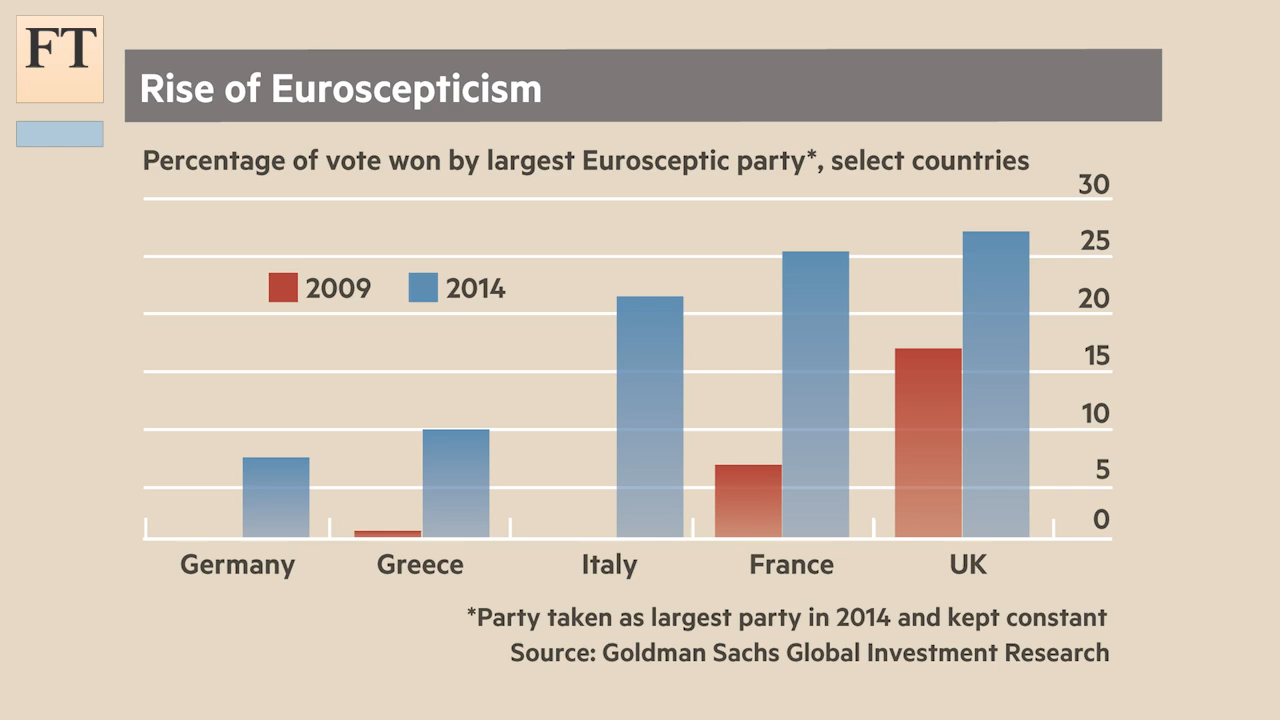 FT
Rise of Euroscepticism
Percentage of vote won by largest Eurosceptic party*, select countries
30
25
2009 2014
20
15
10
5
0
Germany Greece Italy France UK
*Party taken as largest party in 2014 and kept constant
Source: Goldman Sachs Global Investment Research